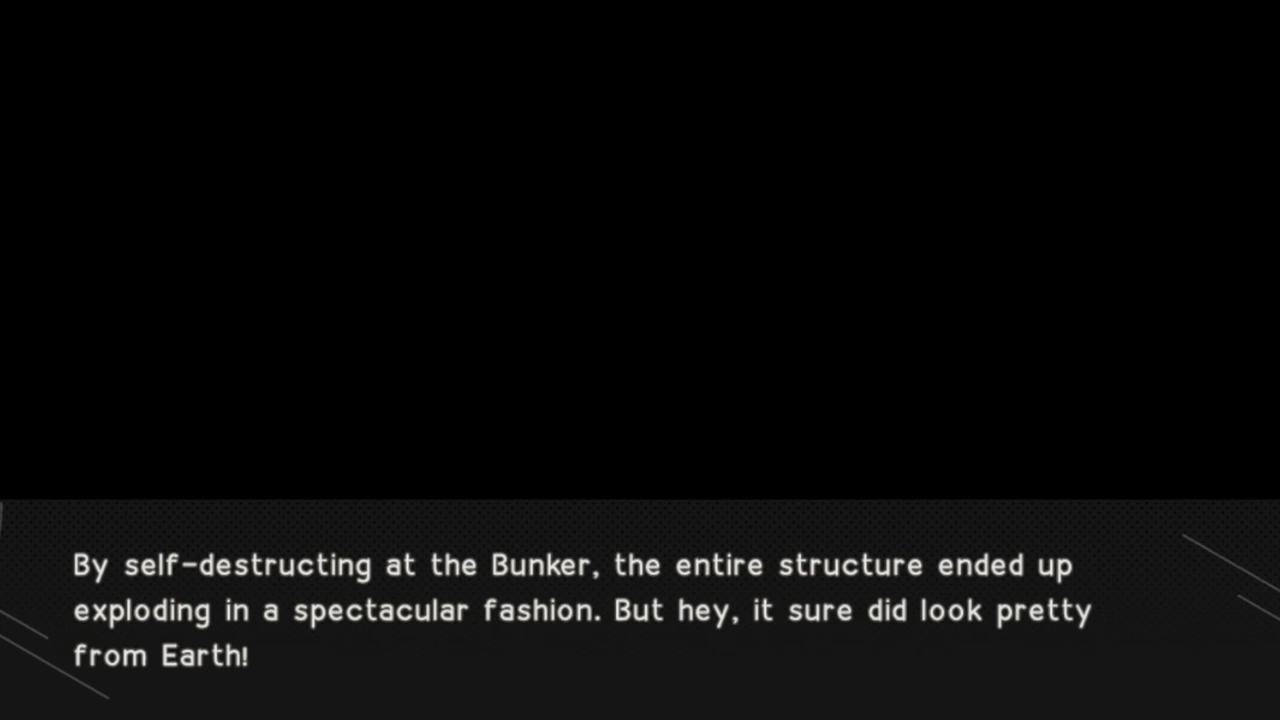 By self-destructing at the Bunker, the entire structure ended up
exploding in a spectacular fashion. But hey, it sure did look pretty
from Earth!